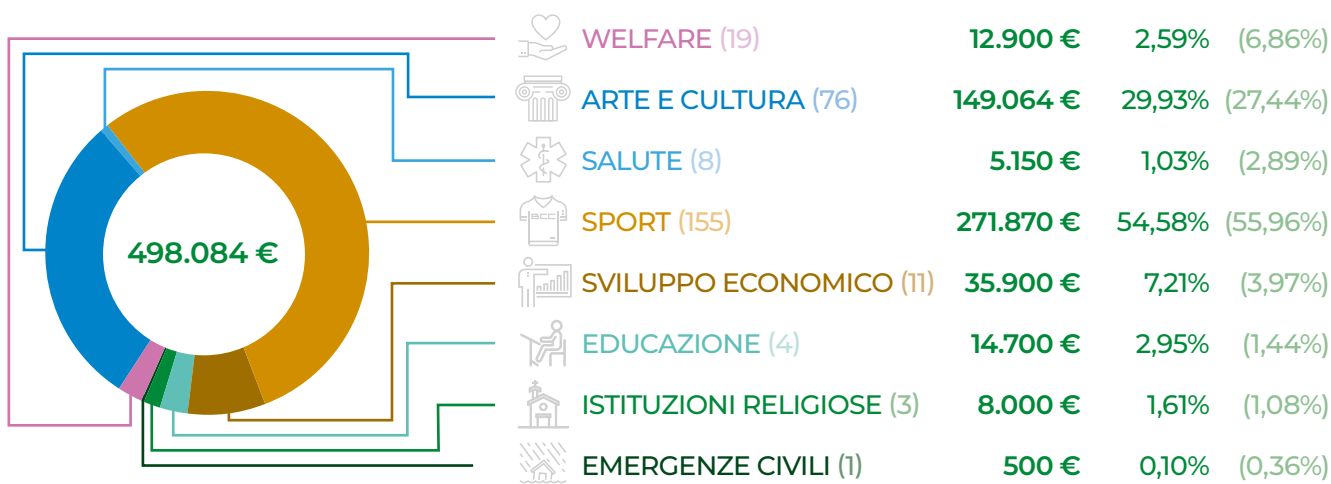 WELFARE (19) 12.900 € 2,59% (6,86%)
ARTE E CULTURA (76) 149.064 € 29,93% (27,44%)
SALUTE (8) 5.150 € 1,03% (2,89%)
BCC
SPORT (155) 271.870 € 54,58% (55,96%)
498.084 €
SVILUPPO ECONOMICO (11) 35.900 € 7,21% (3,97%)
EDUCAZIONE (4) 14.700 € 2,95% (1,44%)
ISTITUZIONI RELIGIOSE (3) 8.000 € 1,61% (1,08%)
EMERGENZE CIVILI (1) 500 € 0,10% (0,36%)